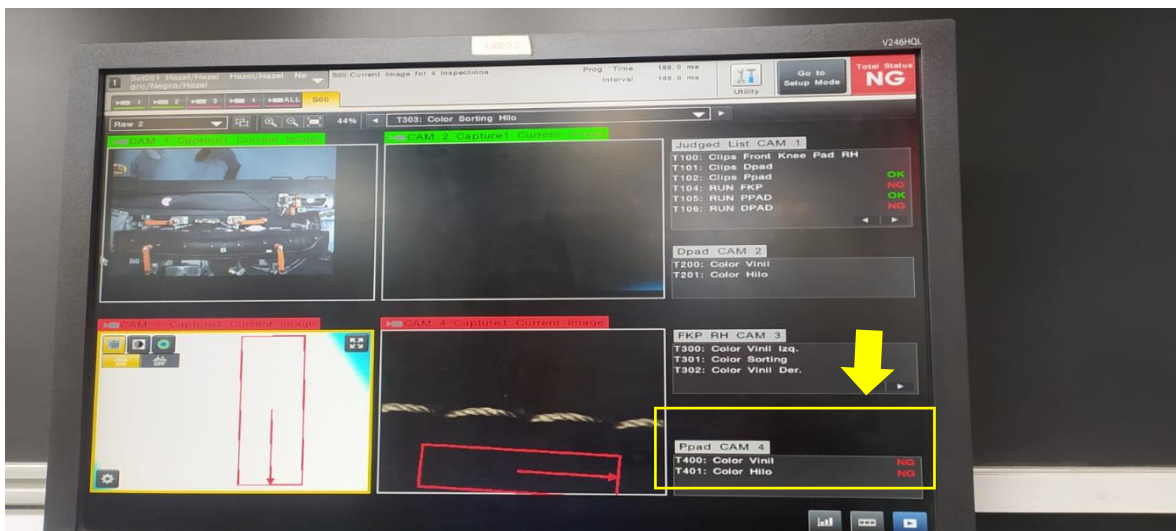 V246HQL
1
Set001 Hazel/Hazel Hazel/Hazel Ne
gro/Negro/Hazel
S00:Current Image for 4 Inspections
Prog. Time 188.0 ms
Interval 188.0 ms
Utility
Go to
Setup Mode
Total Status
NG
1 2 3 4 ALL S00
Raw 2
44%
T303: Color Sorting Hilo
CAM 2 Capture1 Current
Judged List CAM 1
T100: Clips Front Knee Pad RH
T101: Clips Dpad
T102: Clips Ppad OK
T104: RUN FKP NG
T105: RUN PPAD OK
T106: RUN DPAD NG
Dpad CAM 2
T200: Color Vinil
T201: Color Hilo
CAM 3 Capture1 Current Image
CAM 4 Capture1 Current Image
OFF
FKP RH CAM 3
T300: Color Vinil Izq.
T301: Color Sorting
T302: Color Vinil Der.
Ppad CAM 4
T400: Color Vinil NG
T401: Color Hilo NG